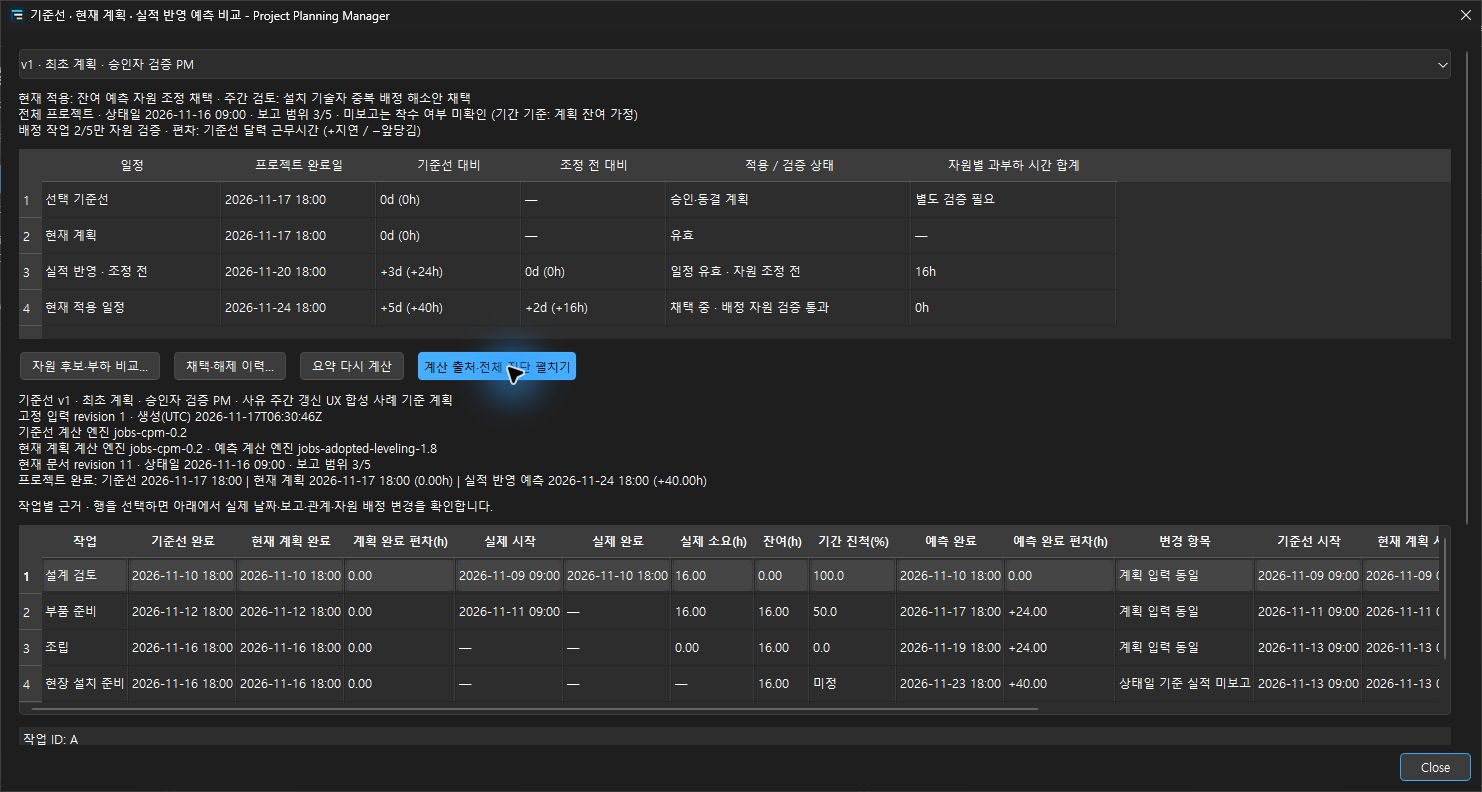 기준선 · 현재 계획 · 실적 반영 예측 비교 - Project Planning Manager
v1 · 최초 계획 · 승인자 검증 PM
현재 적용: 잔여 예측 자원 조정 채택 · 주간 검토: 설치 기술자 중복 배정 해소안 채택
전체 프로젝트 · 상태일 2026-11-16 09:00 · 보고 범위 3/5 · 미보고는 착수 여부 미확인 (기간 기준: 계획 잔여 가정)
배정 작업 2/5만 자원 검증 · 편차: 기준선 달력 근무시간 (+지연 / −앞당김)
일정 프로젝트 완료일 기준선 대비 조정 전 대비 적용 / 검증 상태 자원별 과부하 시간 합계
1 선택 기준선 2026-11-17 18:00 0d (0h) — 승인·동결 계획 별도 검증 필요
2 현재 계획 2026-11-17 18:00 0d (0h) — 유효 —
3 실적 반영 · 조정 전 2026-11-20 18:00 +3d (+24h) 0d (0h) 일정 유효 · 자원 조정 전 16h
4 현재 적용 일정 2026-11-24 18:00 +5d (+40h) +2d (+16h) 채택 중 · 배정 자원 검증 통과 0h
자원 후보·부하 비교... 채택·해제 이력... 요약 다시 계산 계산 출처·전체 펼치기
기준선 v1 · 최초 계획 · 승인자 검증 PM · 사유 주간 갱신 UX 합성 사례 기준 계획
고정 입력 revision 1 · 생성(UTC) 2026-11-17T06:30:46Z
기준선 계산 엔진 jobs-cpm-0.2
현재 계획 계산 엔진 jobs-cpm-0.2 · 예측 계산 엔진 jobs-adopted-leveling-1.8
현재 문서 revision 11 · 상태일 2026-11-16 09:00 · 보고 범위 3/5
프로젝트 완료: 기준선 2026-11-17 18:00 | 현재 계획 2026-11-17 18:00 (0.00h) | 실적 반영 예측 2026-11-24 18:00 (+40.00h)
작업별 근거 · 행을 선택하면 아래에서 실제 날짜·보고·관계·자원 배정 변경을 확인합니다.
작업 기준선 완료 현재 계획 완료 계획 완료 편차(h) 실제 시작 실제 완료 실제 소요(h) 잔여(h) 기간 진척(%) 예측 완료 예측 완료 편차(h) 변경 항목 기준선 시작 현재 계획
1 설계 검토 2026-11-10 18:00 2026-11-10 18:00 0.00 2026-11-09 09:00 2026-11-10 18:00 16.00 0.00 100.0 2026-11-10 18:00 0.00 계획 입력 동일 2026-11-09 09:00 2026-11-09
2 부품 준비 2026-11-12 18:00 2026-11-12 18:00 0.00 2026-11-11 09:00 — 16.00 16.00 50.0 2026-11-17 18:00 +24.00 계획 입력 동일 2026-11-11 09:00 2026-11-11
3 조립 2026-11-16 18:00 2026-11-16 18:00 0.00 — — 0.00 16.00 0.0 2026-11-19 18:00 +24.00 계획 입력 동일 2026-11-13 09:00 2026-11-13
4 현장 설치 준비 2026-11-16 18:00 2026-11-16 18:00 0.00 — — — 16.00 미정 2026-11-23 18:00 +40.00 상태일 기준 실적 미보고 2026-11-13 09:00 2026-11-13
작업 ID: A
Close